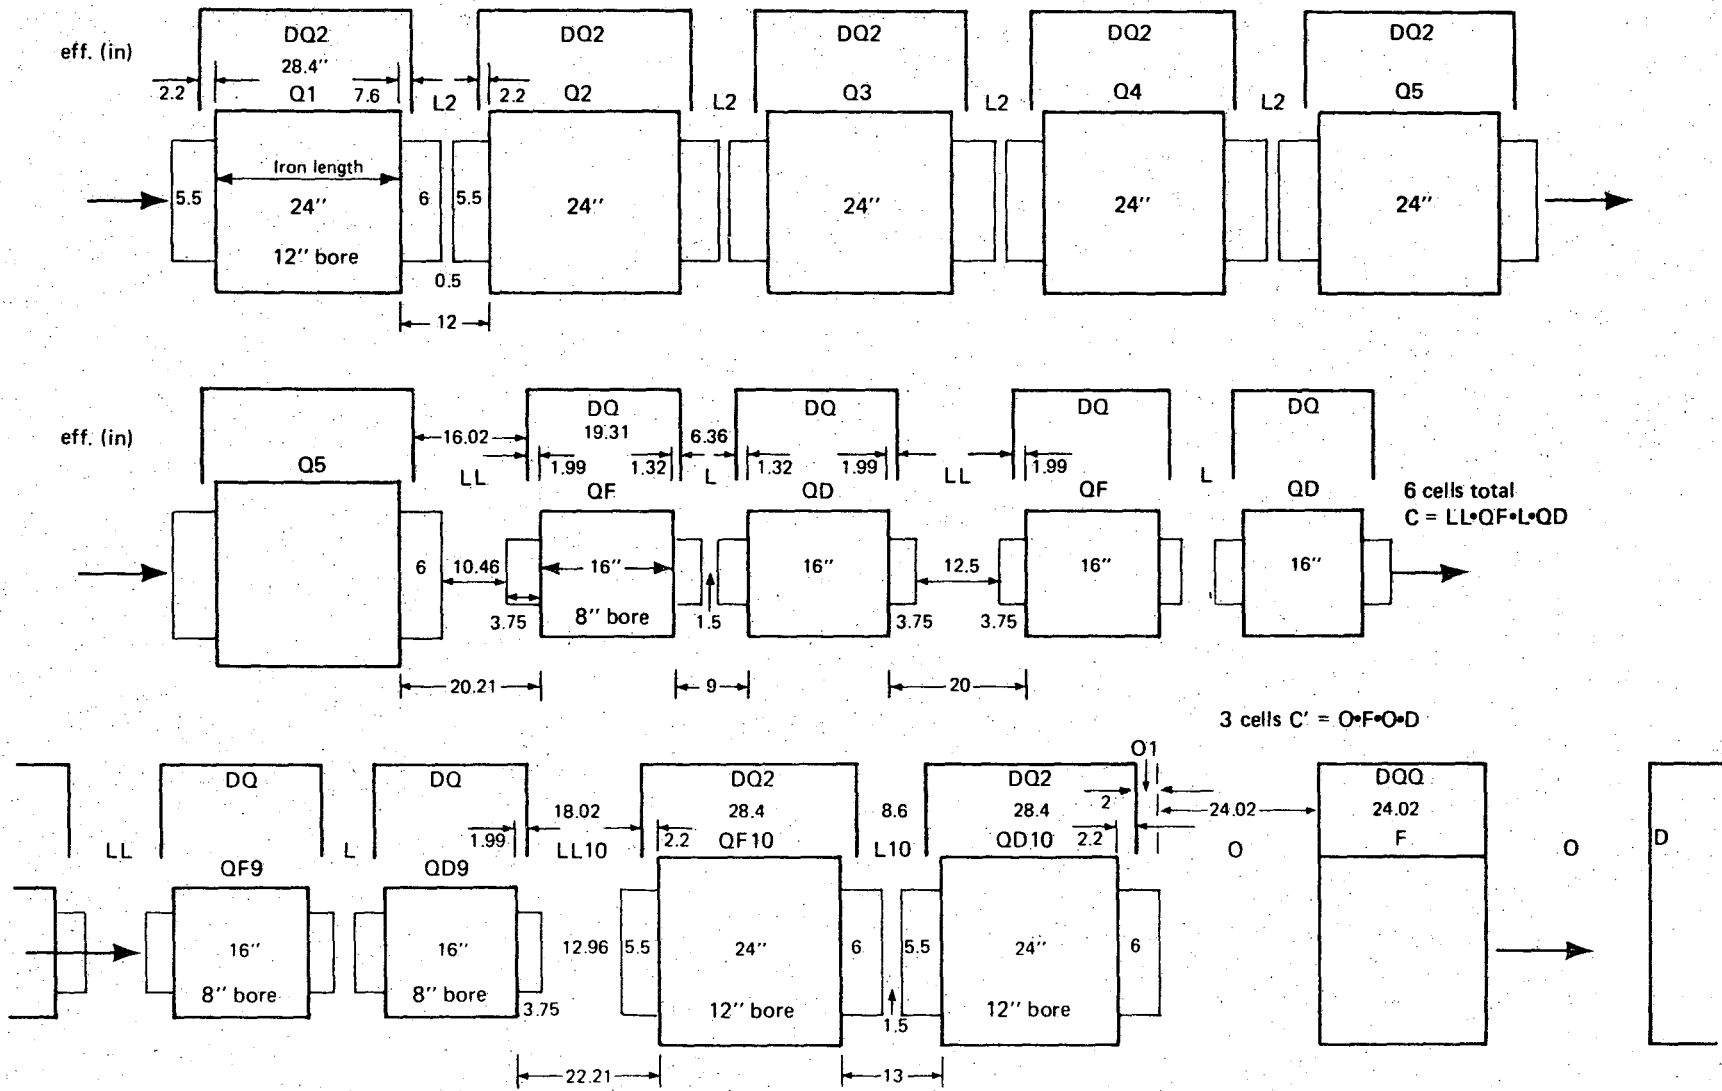 DQ2 DQ2 DQ2 DQ2 DQ2
eff. (in)
28.4"
2.2 Q1 7.6 L2 2.2 Q2 L2 Q3 L2 Q4 L2 Q5
Iron length
5.5 24" 6 5.5 24" 24" 24" 24"
12" bore
0.5
12
DQ DQ DQ DQ
eff. (in) 16.02 19.31 6.36
Q5 LL 1.99 1.32 L 1.32 1.99 LL 1.99 L
QF QD QF QD
6 cells total
C = LL•QF•L•QD
6 10.46 16" 16" 12.5 16" 16"
3.75 8" bore 1.5 3.75 3.75
20.21 9 20
3 cells C' = O•F•O•D
O1
DQ DQ DQ2 DQ2 DQQ
18.02 28.4 8.6 28.4 2 24.02 24.02
LL L 1.99 LL10 2.2 QF10 L10 QD10 2.2 O F O D
QF9 QD9
16" 16" 12.96 5.5 24" 6 5.5 24" 6
8" bore 8" bore 3.75 12" bore 1.5 12" bore
22.21 13